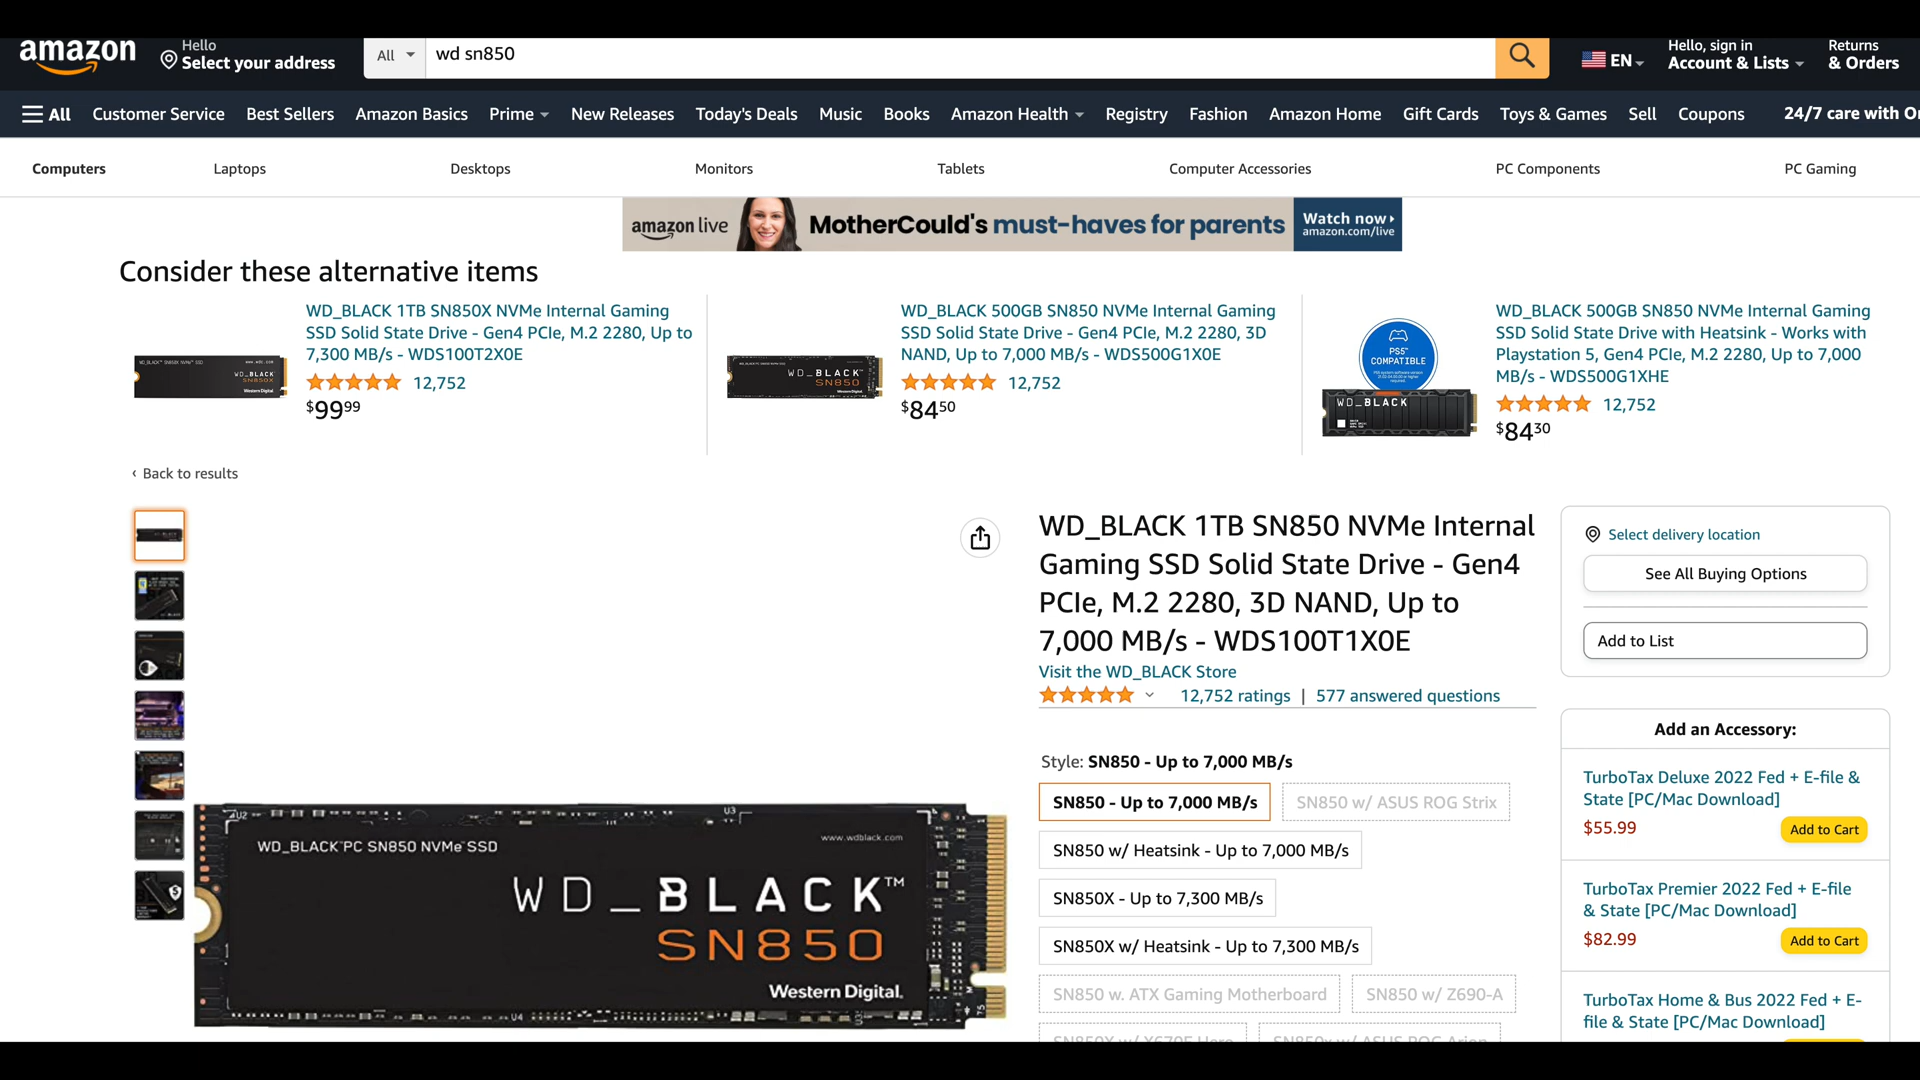 amazon
Hello
Select your address
All
wd sn850
EN
Hello, sign in
Account & Lists
Returns
& Orders
All
Customer Service
Best Sellers
Amazon Basics
Prime
New Releases
Today's Deals
Music
Books
Amazon Health
Registry
Fashion
Amazon Home
Gift Cards
Toys & Games
Sell
Coupons
24/7 care with
Computers
Laptops
Desktops
Monitors
Tablets
Computer Accessories
PC Components
PC Gaming
amazon live
MotherCould's must-haves for parents
Watch now
amazon.com/live
Consider these alternative items
WD_BLACK 1TB SN850X NVMe Internal Gaming
SSD Solid State Drive - Gen4 PCIe, M.2 2280, Up to
7,300 MB/s - WDS100T2X0E
12,752
$99.99
WD_BLACK 500GB SN850 NVMe Internal Gaming
SSD Solid State Drive - Gen4 PCIe, M.2 2280, 3D
NAND, Up to 7,000 MB/s - WDS500G1X0E
12,752
$84.50
PS5
COMPATIBLE
WD_BLACK
WD_BLACK 500GB SN850 NVMe Internal Gaming
SSD Solid State Drive with Heatsink - Works with
Playstation 5, Gen4 PCIe, M.2 2280, Up to 7,000
MB/s - WDS500G1XHE
12,752
$84.30
‹ Back to results
WD_BLACK 1TB SN850 NVMe Internal
Gaming SSD Solid State Drive - Gen4
PCIe, M.2 2280, 3D NAND, Up to
7,000 MB/s - WDS100T1X0E
Visit the WD_BLACK Store
12,752 ratings | 577 answered questions
Style: SN850 - Up to 7,000 MB/s
SN850 - Up to 7,000 MB/s
SN850 w/ ASUS ROG Strix
SN850 w/ Heatsink - Up to 7,000 MB/s
SN850X - Up to 7,300 MB/s
SN850X w/ Heatsink - Up to 7,300 MB/s
SN850 w. ATX Gaming Motherboard
SN850 w/ Z690-A
SN850X w/ X670E Hero
SN850x w/ ASUS ROG Arion
U2
U3
www.wdblack.com
WD_BLACK™PC SN850 NVMe™SSD
WD_BLACK™
SN850
Western Digital.
U4
Select delivery location
See All Buying Options
Add to List
Add an Accessory:
TurboTax Deluxe 2022 Fed + E-file &
State [PC/Mac Download]
$55.99
Add to Cart
TurboTax Premier 2022 Fed + E-file
& State [PC/Mac Download]
$82.99
Add to Cart
TurboTax Home & Bus 2022 Fed + E-
file & State [PC/Mac Download]